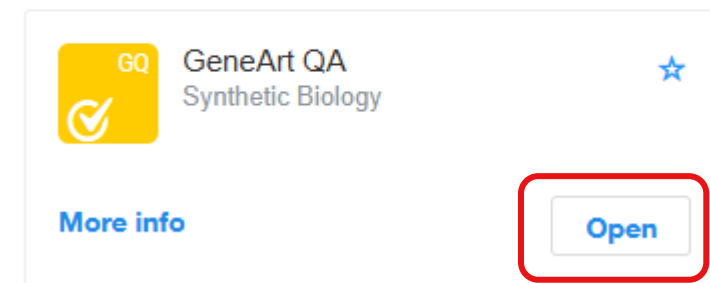 GQ
GeneArt QA
Synthetic Biology
More info
Open